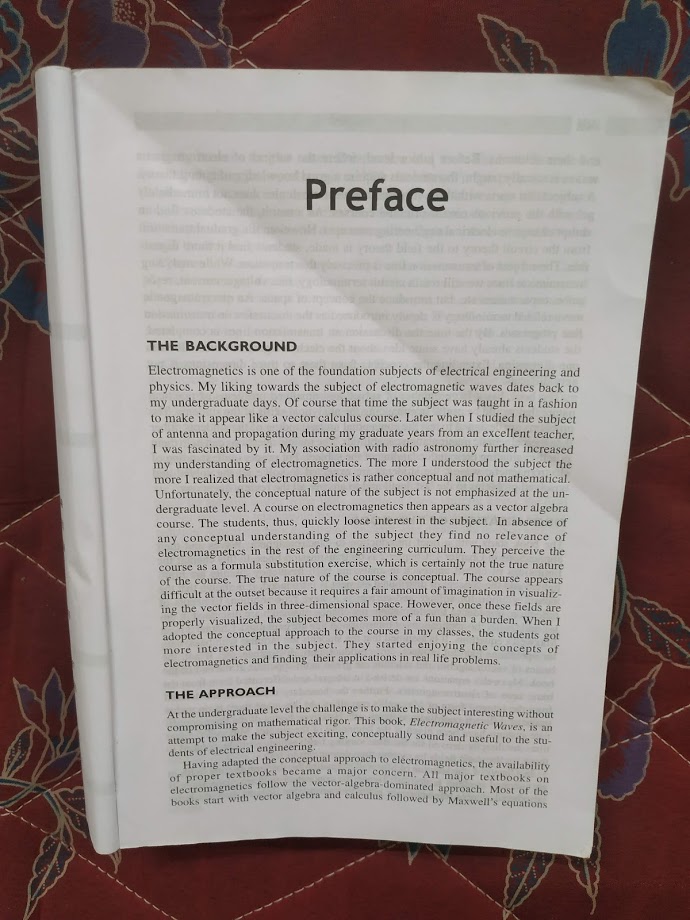 Preface
THE BACKGROUND
Electromagnetics is one of the foundation subjects of electrical engineering and
physics. My liking towards the subject of electromagnetic waves dates back to
my undergraduate days. Of course that time the subject was taught in a fashion
to make it appear like a vector calculus course. Later when I studied the subject
of antenna and propagation during my graduate years from an excellent teacher,
I was fascinated by it. My association with radio astronomy further increased
my understanding of electromagnetics. The more I understood the subject the
more I realized that electromagnetics is rather conceptual and not mathematical.
Unfortunately, the conceptual nature of the subject is not emphasized at the un-
dergraduate level. A course on electromagnetics then appears as a vector algebra
course. The students, thus, quickly loose interest in the subject. In absence of
any conceptual understanding of the subject they find no relevance of
electromagnetics in the rest of the engineering curriculum. They perceive the
course as a formula substitution exercise, which is certainly not the true nature
of the course. The true nature of the course is conceptual. The course appears
difficult at the outset because it requires a fair amount of imagination in visualiz-
ing the vector fields in three-dimensional space. However, once these fields are
properly visualized, the subject becomes more of a fun than a burden. When I
adopted the conceptual approach to the course in my classes, the students got
more interested in the subject. They started enjoying the concepts of
electromagnetics and finding their applications in real life problems.
THE APPROACH
At the undergraduate level the challenge is to make the subject interesting without
compromising on mathematical rigor. This book, Electromagnetic Waves, is an
attempt to make the subject exciting, conceptually sound and useful to the stu-
dents of electrical engineering.
Having adapted the conceptual approach to electromagnetics, the availability
of proper textbooks became a major concern. All major textbooks on
electromagnetics follow the vector-algebra-dominated approach. Most of the
books start with vector algebra and calculus followed by Maxwell's equations